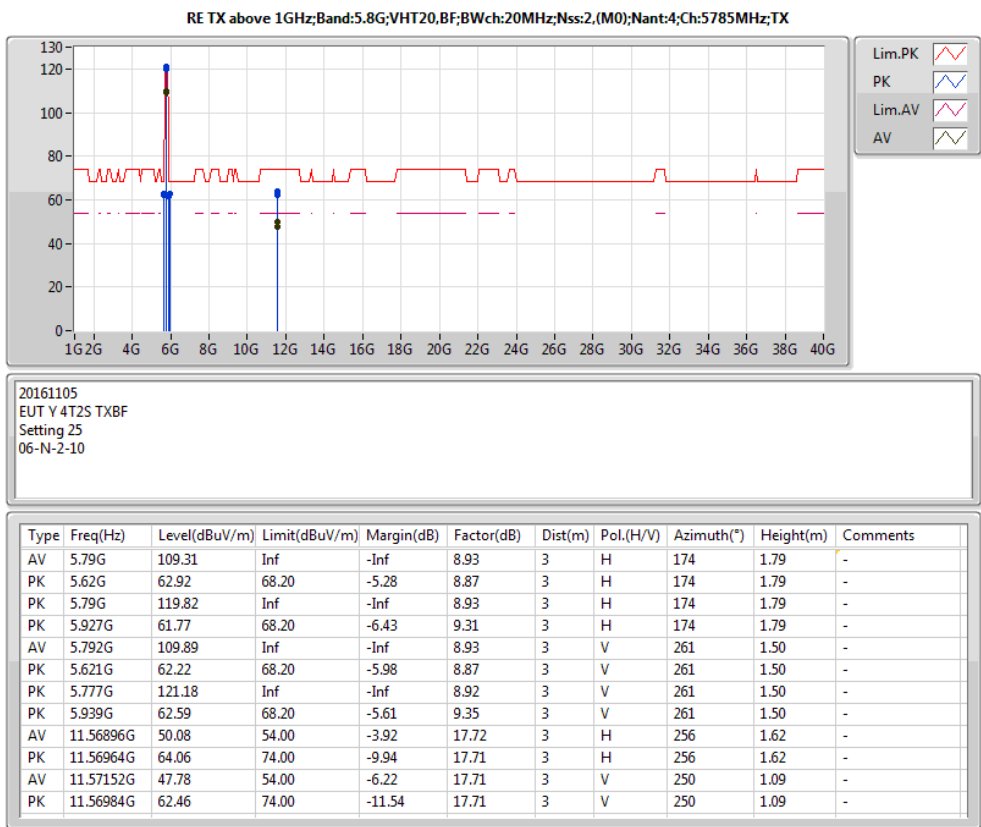 RE TX above 1GHz;Band:5.8G;VHT20,BF;BWch:20MHz;Nss:2,(M0);Nant:4;Ch:5785MHz;TX
130
120
100
80
60
40
20
0
1G 2G 4G 6G 8G 10G 12G 14G 16G 18G 20G 22G 24G 26G 28G 30G 32G 34G 36G 38G 40G
Lim.PK
PK
Lim.AV
AV
20161105
EUT Y 4T2S TXBF
Setting 25
06-N-2-10
Type Freq(Hz) Level(dBuV/m) Limit(dBuV/m) Margin(dB) Factor(dB) Dist(m) Pol.(H/V) Azimuth(°) Height(m) Comments
AV 5.79G 109.31 Inf -Inf 8.93 3 H 174 1.79 -
PK 5.62G 62.92 68.20 -5.28 8.87 3 H 174 1.79 -
PK 5.79G 119.82 Inf -Inf 8.93 3 H 174 1.79 -
PK 5.927G 61.77 68.20 -6.43 9.31 3 H 174 1.79 -
AV 5.792G 109.89 Inf -Inf 8.93 3 V 261 1.50 -
PK 5.621G 62.22 68.20 -5.98 8.87 3 V 261 1.50 -
PK 5.777G 121.18 Inf -Inf 8.92 3 V 261 1.50 -
PK 5.939G 62.59 68.20 -5.61 9.35 3 V 261 1.50 -
AV 11.56896G 50.08 54.00 -3.92 17.72 3 H 256 1.62 -
PK 11.56964G 64.06 74.00 -9.94 17.71 3 H 256 1.62 -
AV 11.57152G 47.78 54.00 -6.22 17.71 3 V 250 1.09 -
PK 11.56984G 62.46 74.00 -11.54 17.71 3 V 250 1.09 -